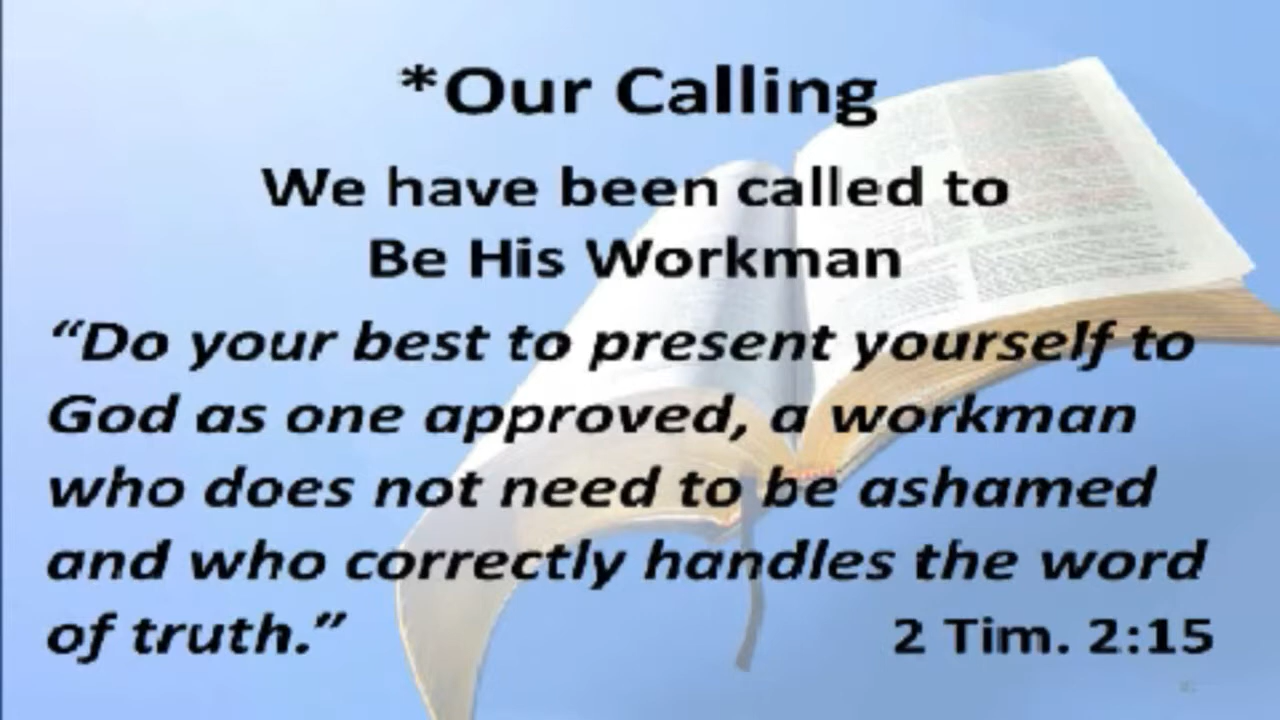 *Our Calling
We have been called to
Be His Workman
“Do your best to present yourself to
God as one approved, a workman
who does not need to be ashamed
and who correctly handles the word
of truth.” 2 Tim. 2:15